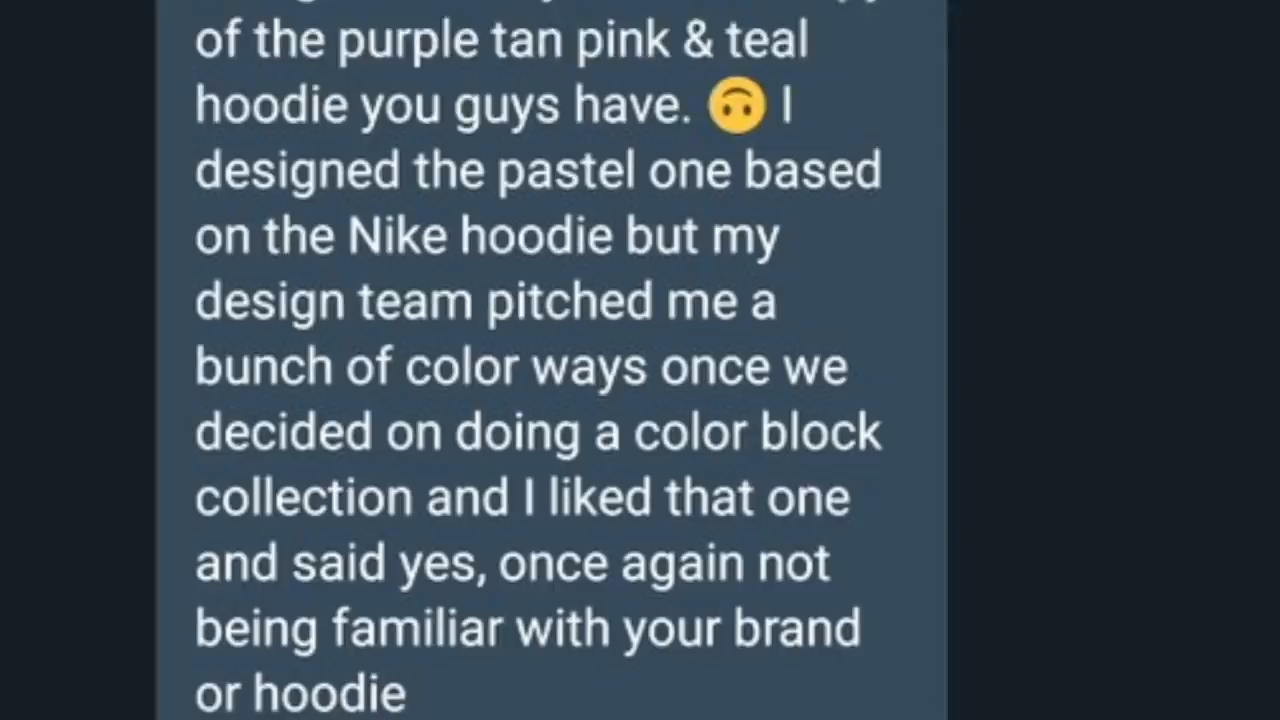 of the purple tan pink & teal
hoodie you guys have. 🙃 I
designed the pastel one based
on the Nike hoodie but my
design team pitched me a
bunch of color ways once we
decided on doing a color block
collection and I liked that one
and said yes, once again not
being familiar with your brand
or hoodie